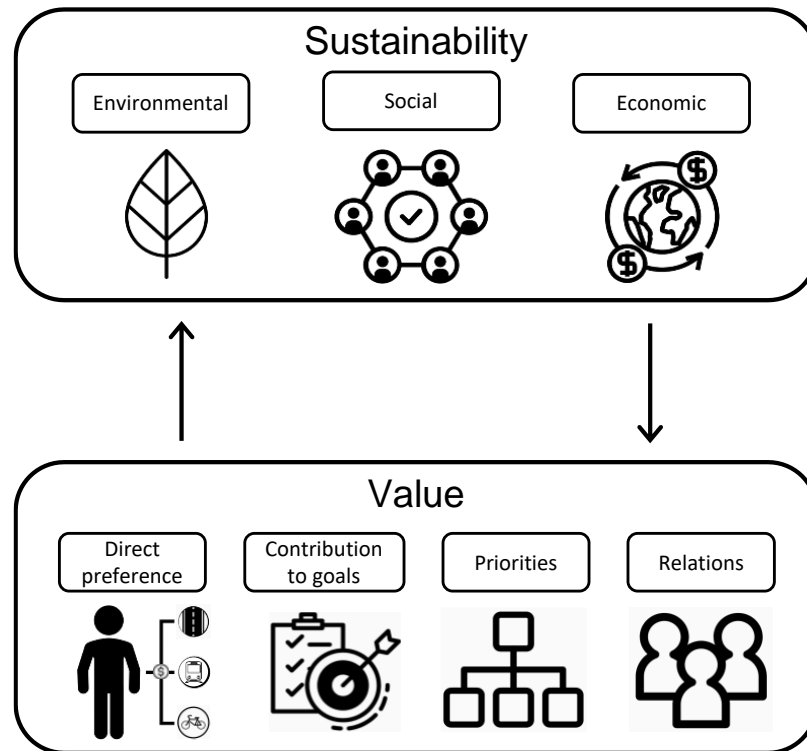 Sustainability
Environmental
Social
Economic
$
$
Value
Direct
preference
Contribution
to goals
Priorities
Relations
$